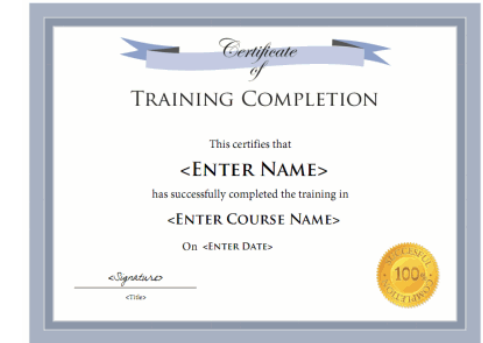 Certificate
of
TRAINING COMPLETION
This certifies that
<ENTER NAME>
has successfully completed the training in
<ENTER COURSE NAME>
On <ENTER DATE>
<Signature>
<Title>
100%